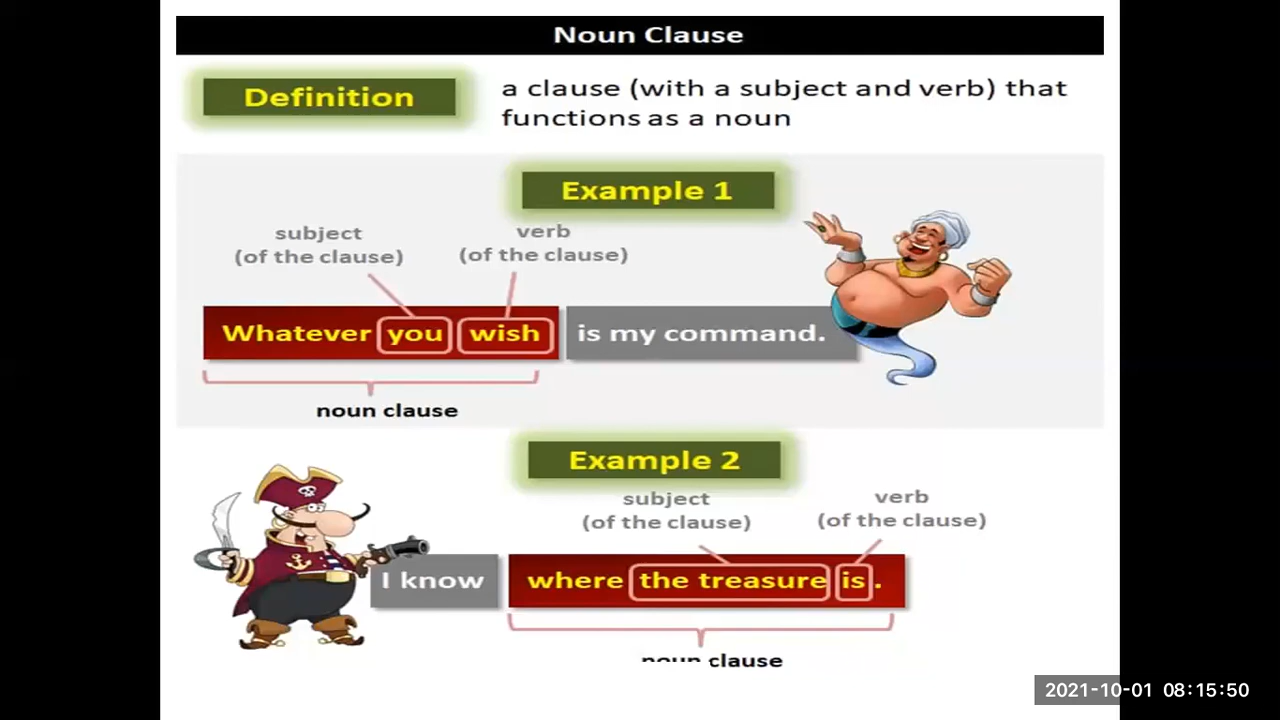 Noun Clause
Definition
a clause (with a subject and verb) that
functions as a noun
Example 1
subject
(of the clause)
verb
(of the clause)
Whatever you wish is my command.
noun clause
Example 2
subject
(of the clause)
verb
(of the clause)
I know where the treasure is.
noun clause
2021-10-01 08:15:50